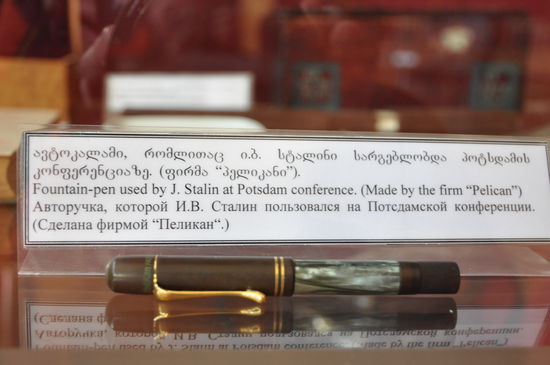 ავტოკალამი, რომლითაც ი.ბ. სტალინი სარგებლობდა პოტსდამის
კონფერენციაზე. (ფირმა “პელიკანი”).
Fountain-pen used by J. Stalin at Potsdam conference. (Made by the firm “Pelican”)
Авторучка, которой И.В. Сталин пользовался на Потсдамской конференции.
(Сделана фирмой “Пеликан“.)